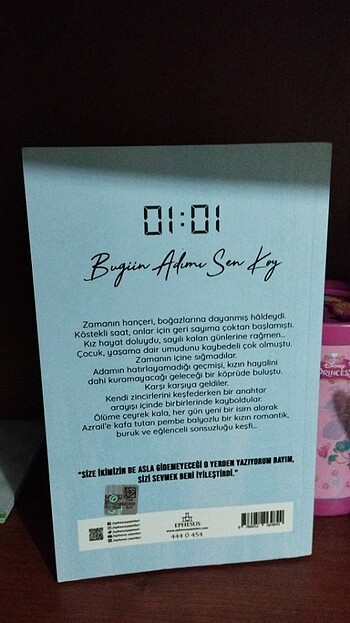 01:01
Bugün Adımı Sen Koy
Zamanın hançeri, boğazlarına dayanmış hâldeydi.
Köstekli saat, onlar için geri sayıma çoktan başlamıştı.
Kız hayat doluydu, sayılı kalan günlerine rağmen...
Çocuk, yaşama dair umudunu kaybedeli çok olmuştu.
Zamanın içine sığmadılar.
Adamın hatırlayamadığı geçmişi, kızın hayalini
dahi kuramayacağı geleceği bir köprüde buluştu.
Karşı karşıya geldiler.
Kendi zincirlerini keşfederken bir anahtar
arayışı içinde birbirlerinde kayboldular.
Ölüme çeyrek kala, her gün yeni bir isim alarak
Azrail'e kafa tutan pembe balyozlu bir kızın romantik,
buruk ve eğlenceli sonsuzluğu keşfi...
"SİZE İKİMİZİN DE ASLA GİDEMEYECEĞİ O YERDEN YAZIYORUM BAYIM,
SİZİ SEVMEK BENİ İYİLEŞTİRDİ."
EPHESUS
444 0 454
Disney
PRINCESS